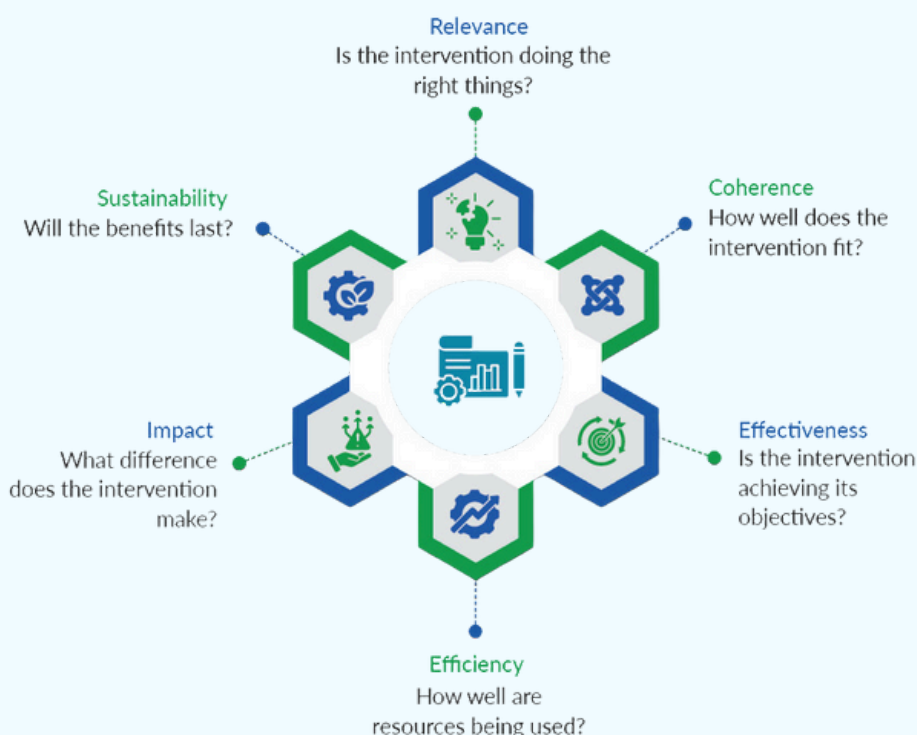 Relevance
Is the intervention doing the
right things?
Coherence
How well does the
intervention fit?
Effectiveness
Is the intervention
achieving its
objectives?
Efficiency
How well are
resources being used?
Impact
What difference
does the intervention
make?
Sustainability
Will the benefits last?